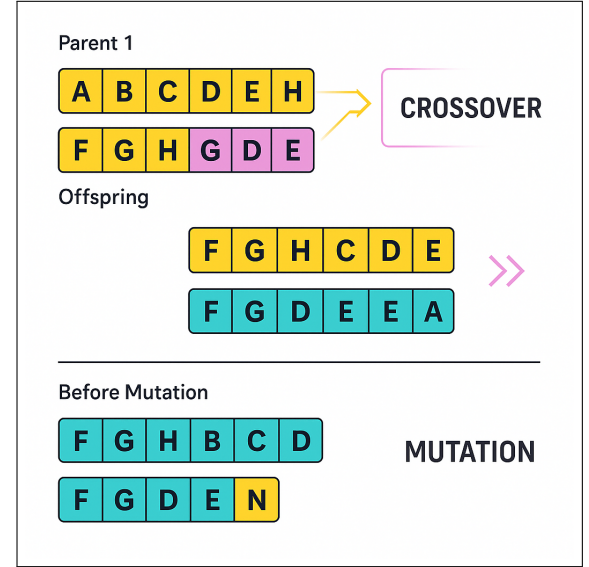 Parent 1
A B C D E H
CROSSOVER
F G H G D E
Offspring
F G H C D E
F G D E E A
Before Mutation
F G H B C D
MUTATION
F G D E N